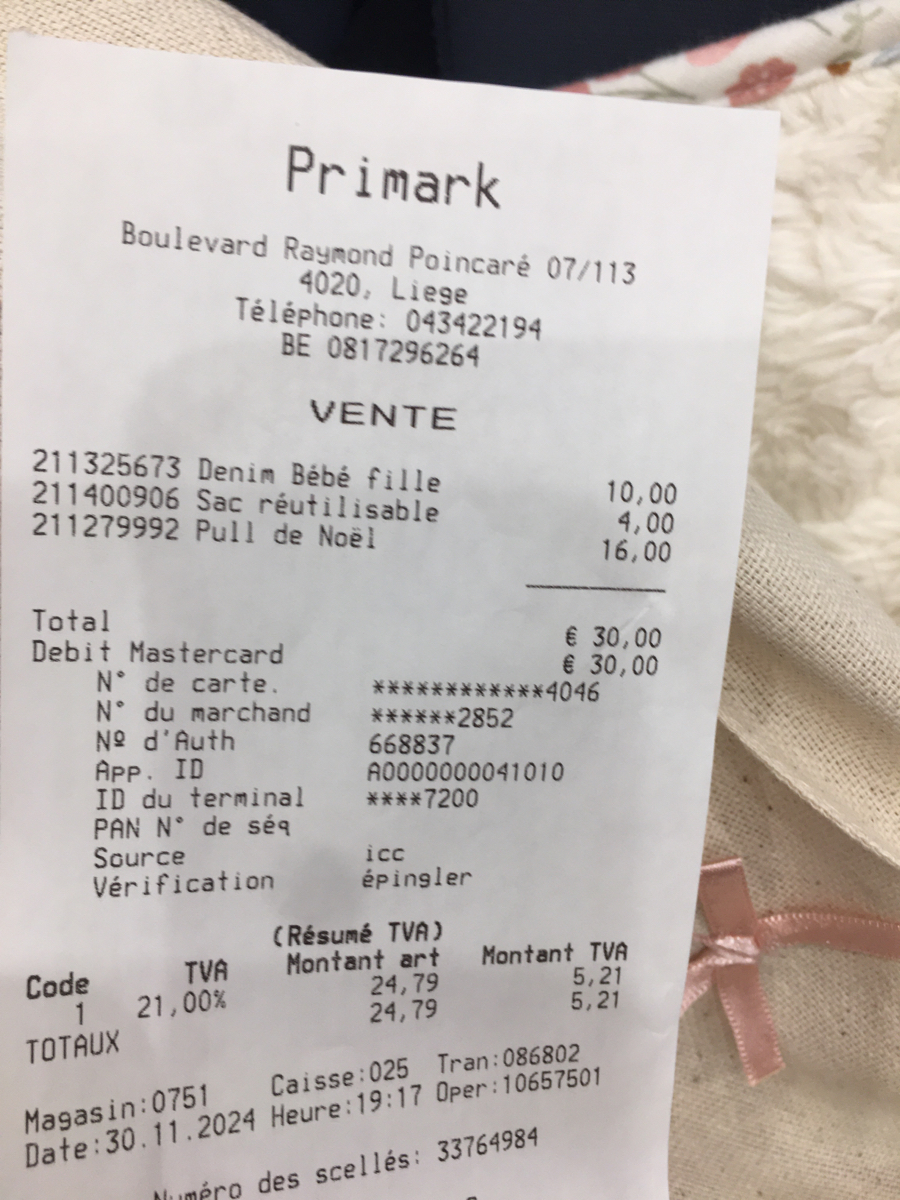 Primark
Boulevard Raymond Poincaré 07/113
4020, Liege
Téléphone: 043422194
BE 0817296264
VENTE
211325673 Denim Bébé fille 10,00
211400906 Sac réutilisable 4,00
211279992 Pull de Noël 16,00
Total € 30,00
Debit Mastercard € 30,00
N° de carte. ************4046
N° du marchand ******2852
Nº d'Auth 668837
App. ID A0000000041010
ID du terminal ****7200
PAN N° de séq
Source icc
Vérification épingler
(Résumé TVA)
Code TVA Montant art Montant TVA
1 21,00% 24,79 5,21
TOTAUX 24,79 5,21
Magasin:0751 Caisse:025 Tran:086802
Date:30.11.2024 Heure:19:17 Oper:10657501
Numéro des scellés: 33764984